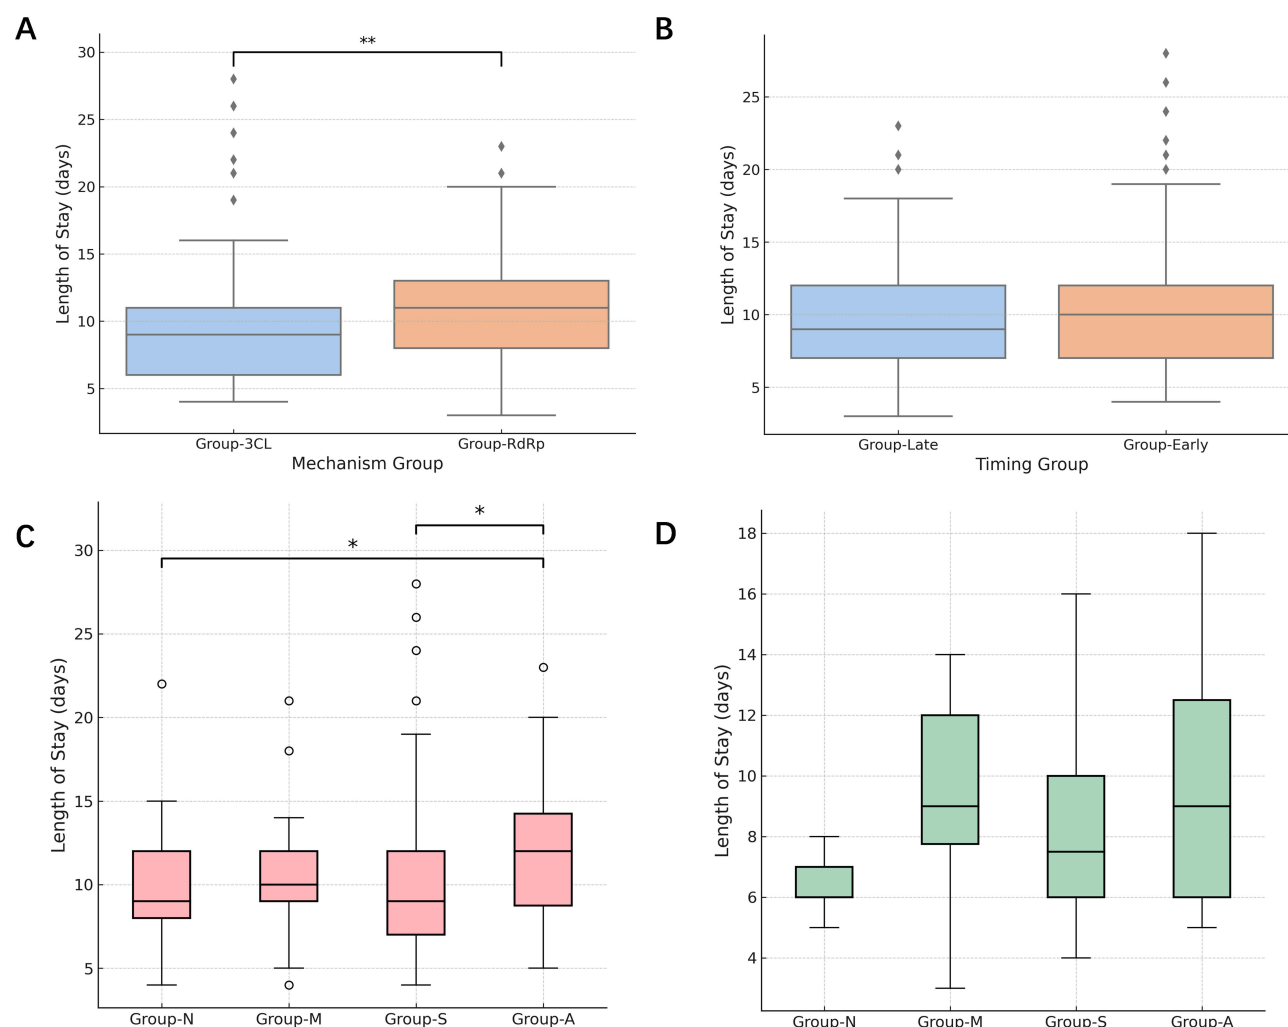 A
**
30
25
20
15
10
5
Length of Stay (days)
Group-3CL
Group-RdRp
Mechanism Group
B
25
20
15
10
5
Length of Stay (days)
Group-Late
Group-Early
Timing Group
C
*
*
30
25
20
15
10
5
Length of Stay (days)
Group-N
Group-M
Group-S
Group-A
D
18
16
14
12
10
8
6
4
Length of Stay (days)
Group-N
Group-M
Group-S
Group-A